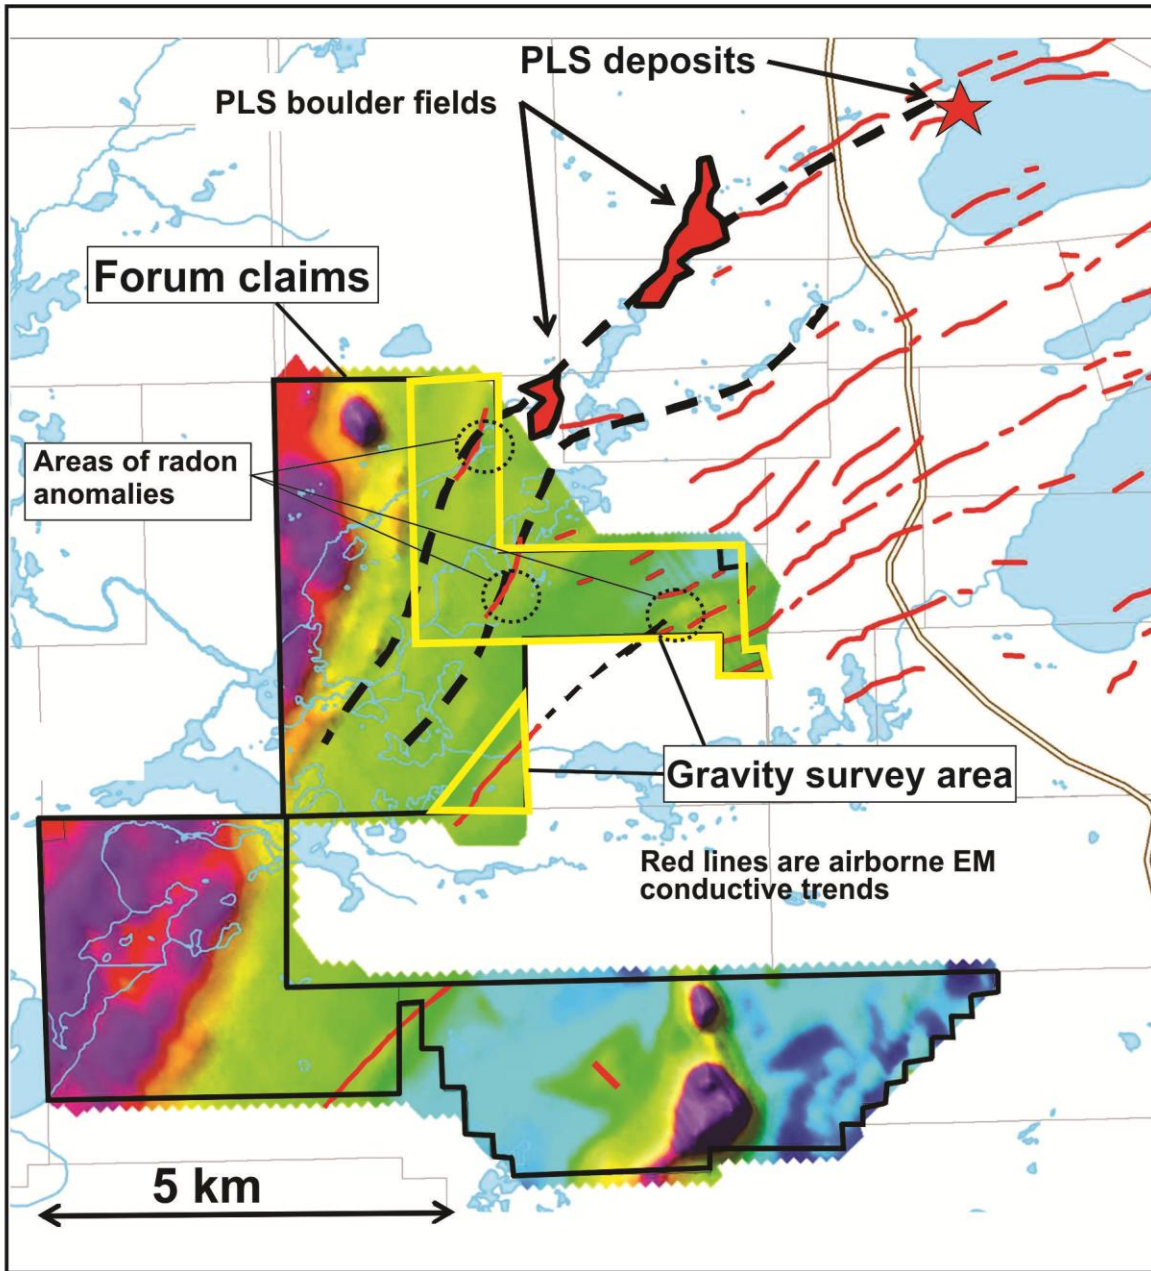 PLS deposits
PLS boulder fields
Forum claims
Areas of radon
anomalies
Gravity survey area
Red lines are airborne EM
conductive trends
5 km